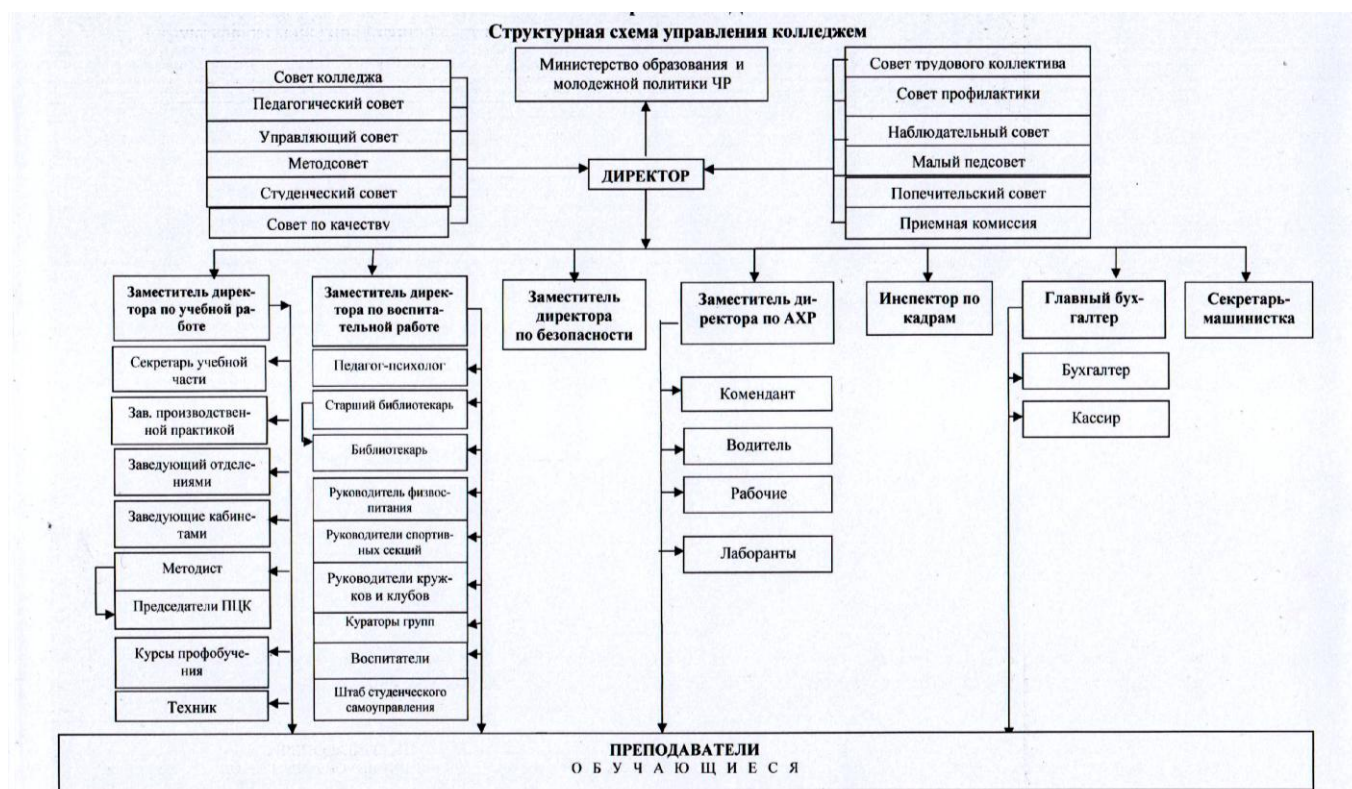 Структурная схема управления колледжем
Совет колледжа
Педагогический совет
Управляющий совет
Методсовет
Студенческий совет
Совет по качеству
Министерство образования и
молодежной политики ЧР
ДИРЕКТОР
Совет трудового коллектива
Совет профилактики
Наблюдательный совет
Малый педсовет
Попечительский совет
Приемная комиссия
Заместитель дирек-
тора по учебной ра-
боте
Секретарь учебной
части
Зав. производствен-
ной практикой
Заведующий отделе-
ниями
Заведующие кабине-
тами
Методист
Председатели ПЦК
Курсы профобуче-
ния
Техник
Заместитель дирек-
тора по воспита-
тельной работе
Педагог-психолог
Старший библиотекарь
Библиотекарь
Руководитель физвос-
питания
Руководители спортив-
ных секций
Руководители круж-
ков и клубов
Кураторы групп
Воспитатели
Штаб студенческого
самоуправления
Заместитель
директора
по безопасности
Заместитель ди-
ректора по АХР
Комендант
Водитель
Рабочие
Лаборанты
Инспектор по
кадрам
Главный бух-
галтер
Бухгалтер
Кассир
Секретарь-
машинистка
ПРЕПОДАВАТЕЛИ
О Б У Ч А Ю Щ И Е С Я